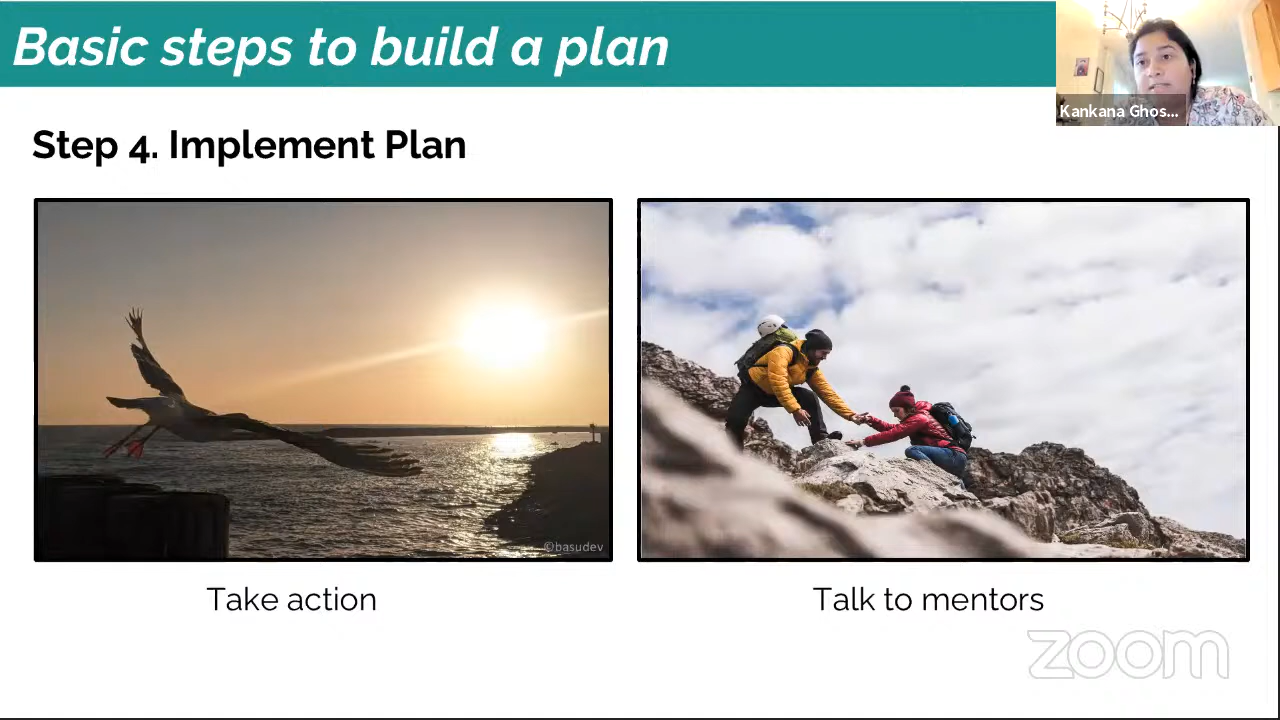 Basic steps to build a plan
Kankana Ghos...
Step 4. Implement Plan
©basudev
Take action
Talk to mentors
zoom